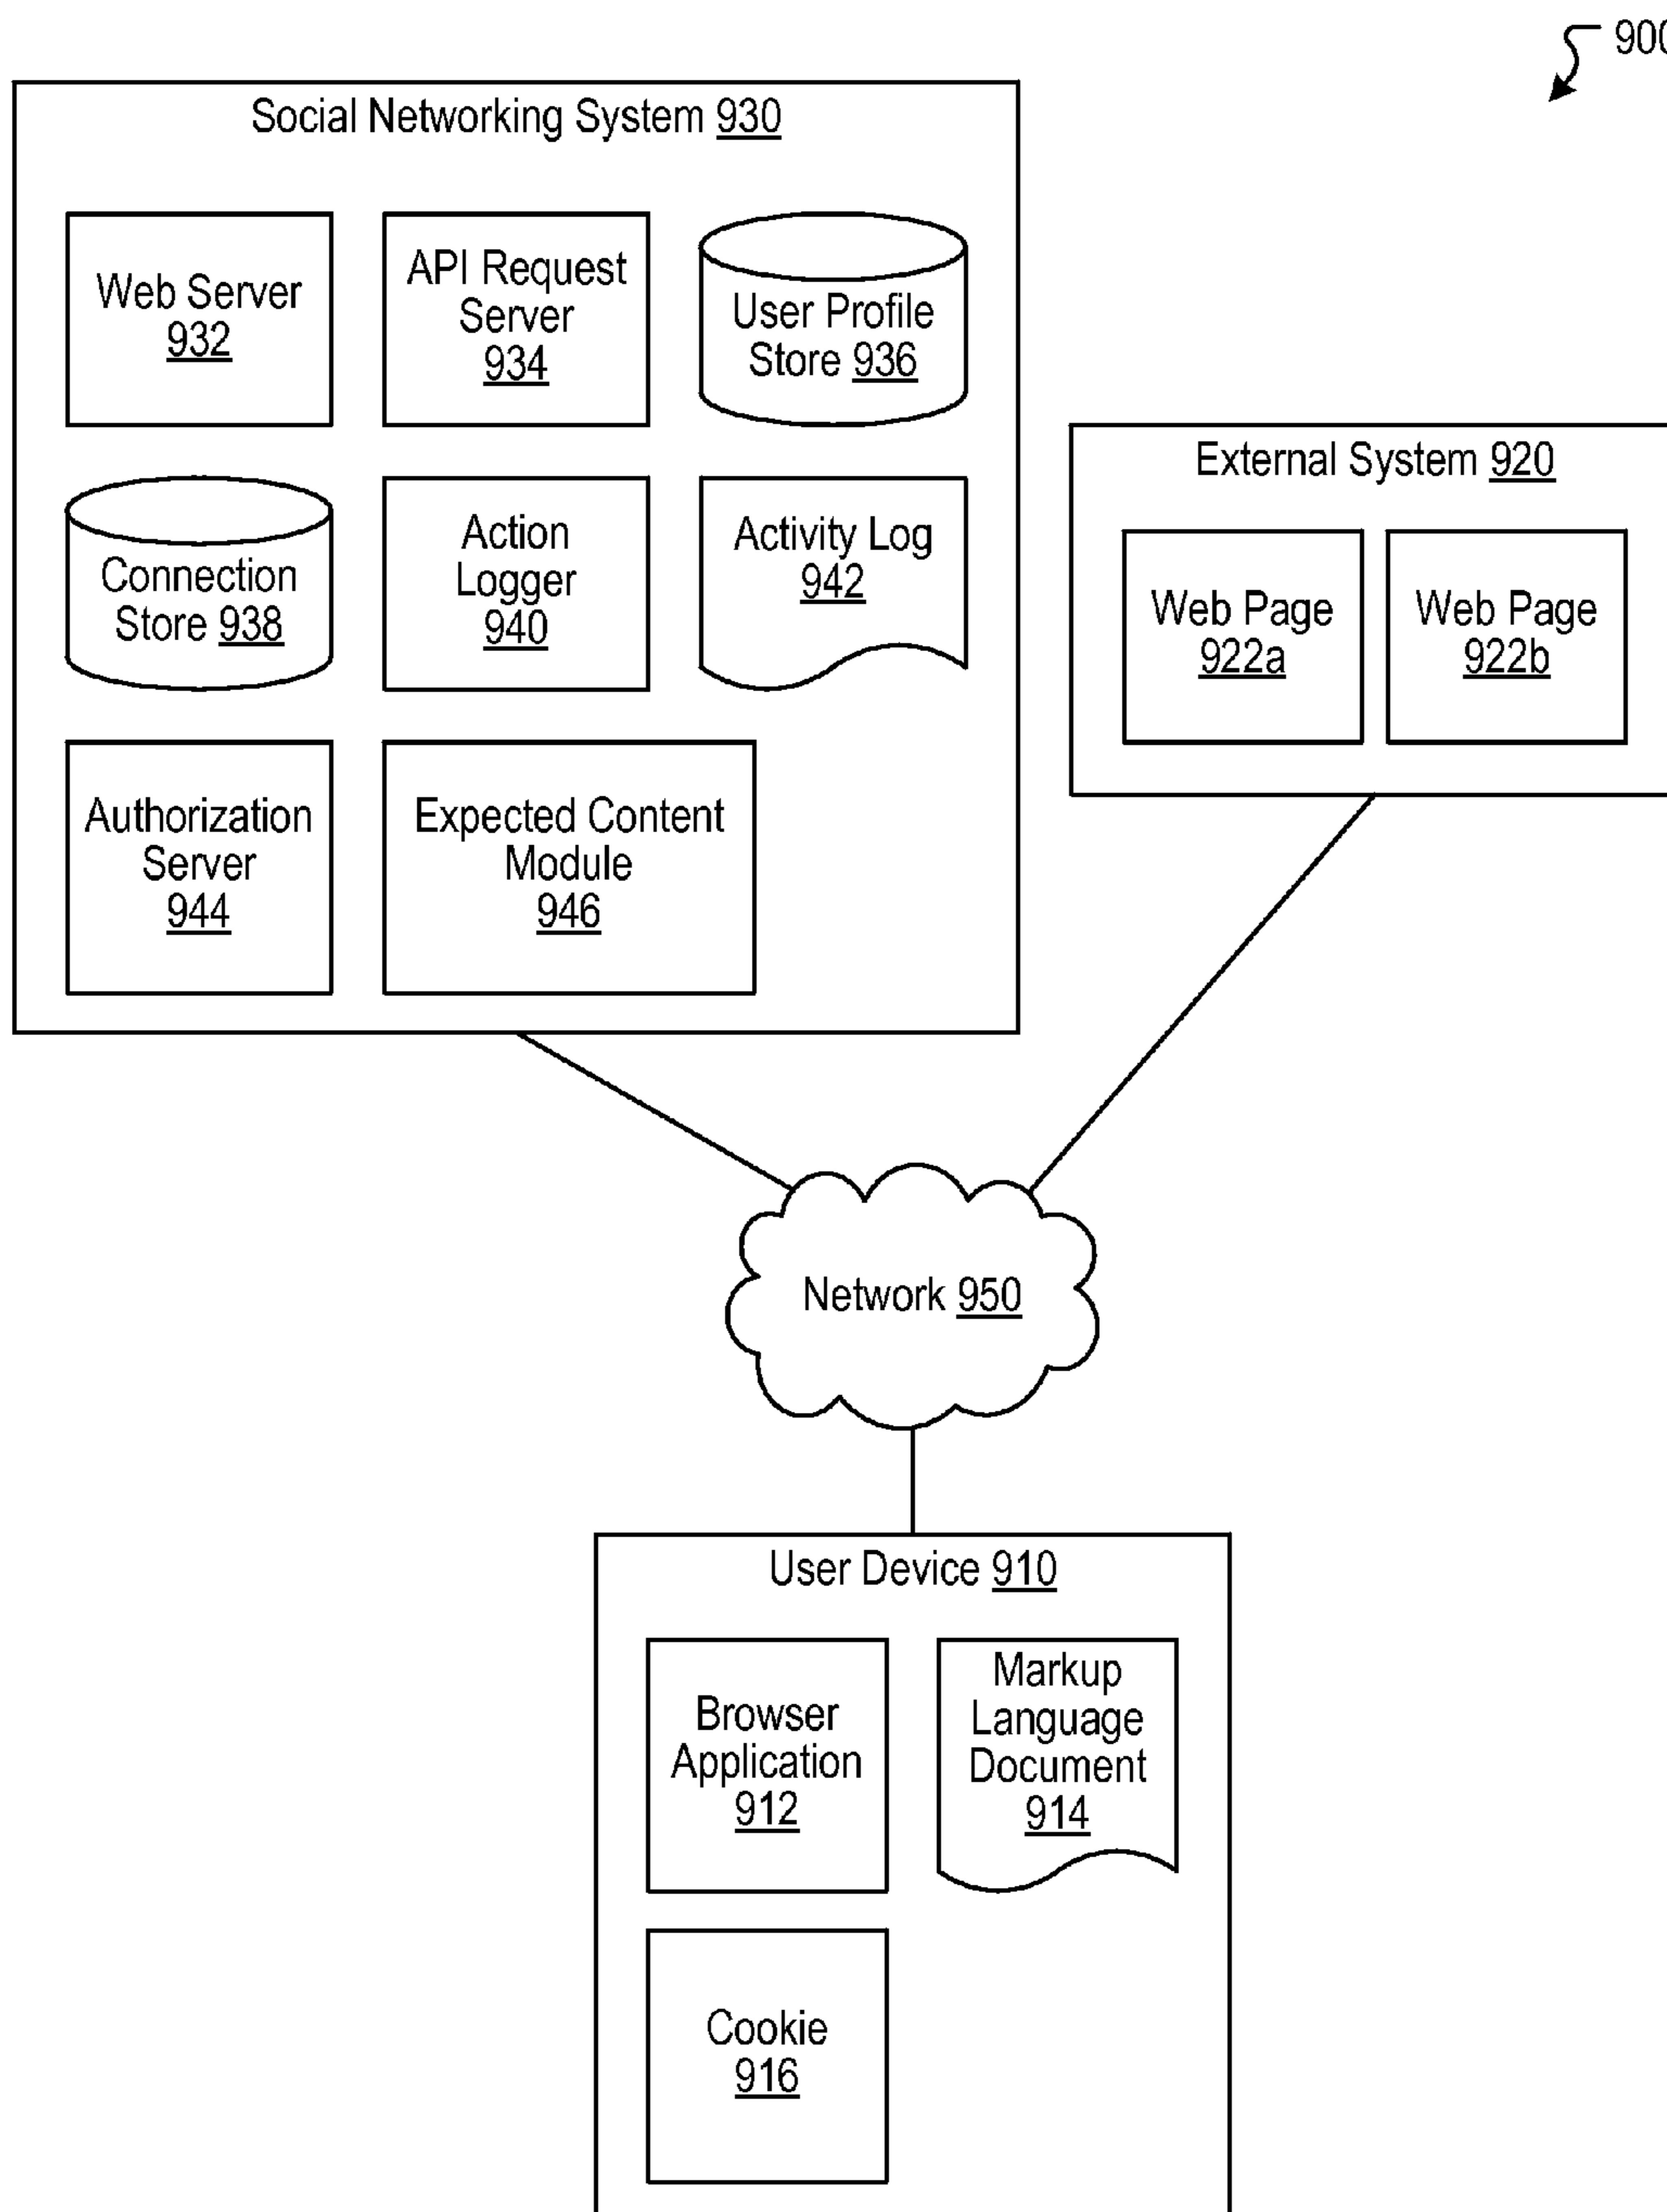 900
Social Networking System 930
Web Server
932
API Request
Server
934
User Profile
Store 936
Connection
Store 938
Action
Logger
940
Activity Log
942
Authorization
Server
944
Expected Content
Module
946
External System 920
Web Page
922a
Web Page
922b
Network 950
User Device 910
Browser
Application
912
Markup
Language
Document
914
Cookie
916